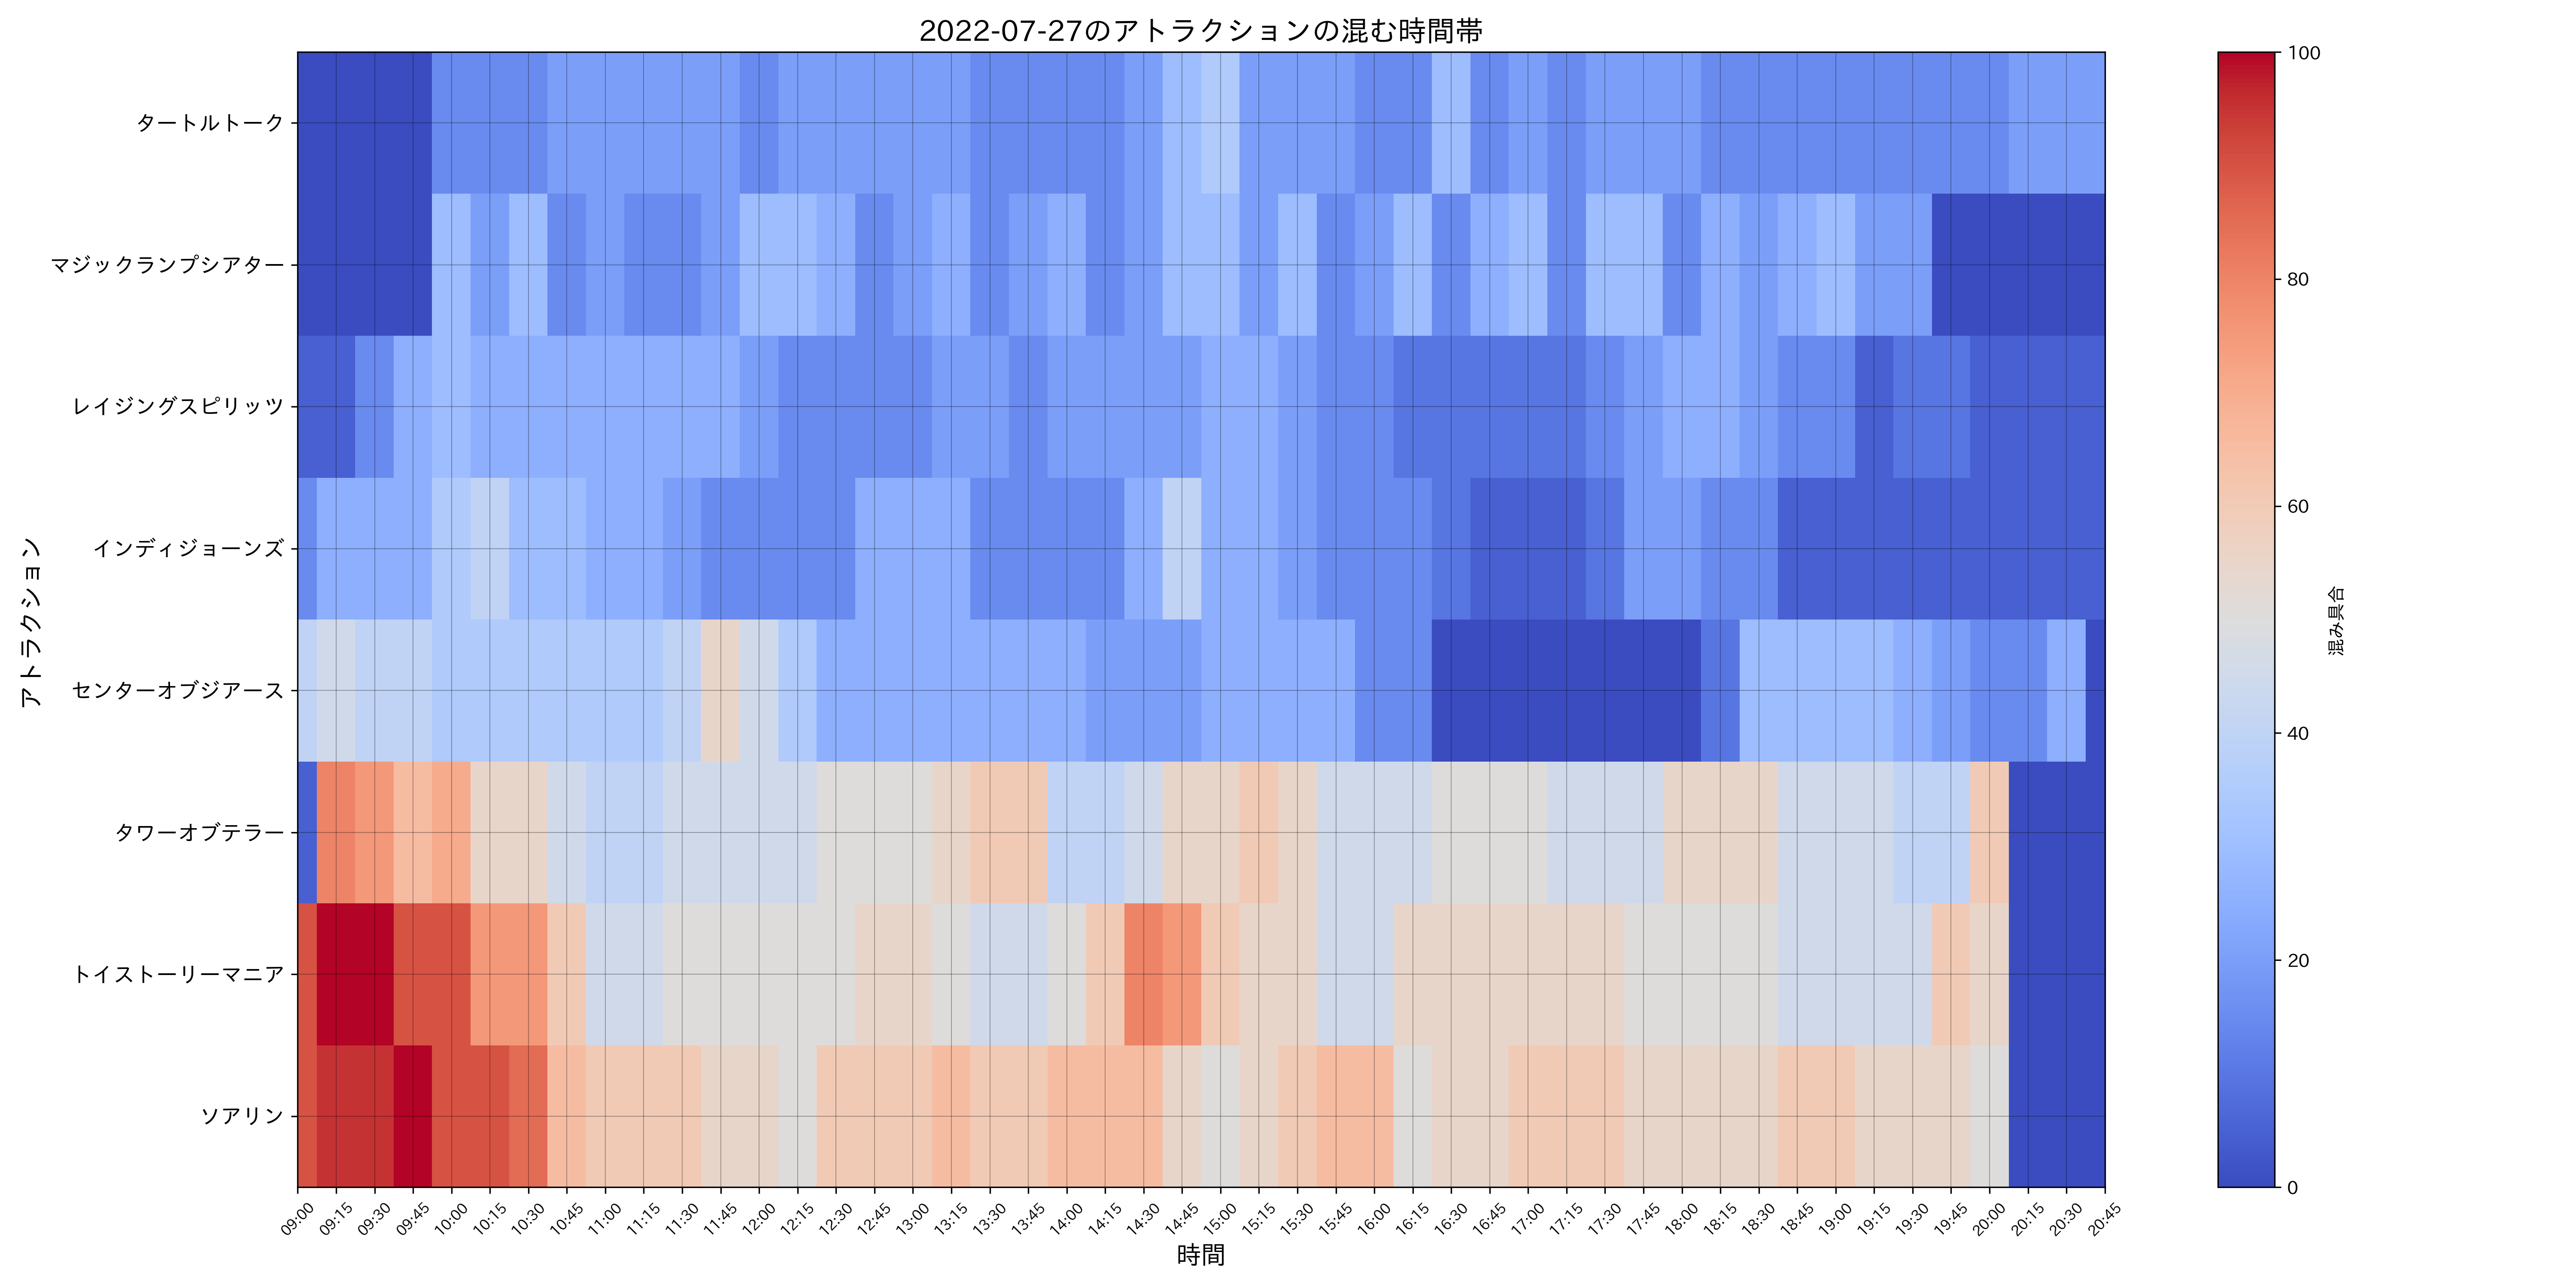 2022-07-27のアトラクションの混む時間帯
アトラクション
タートルトーク
マジックランプシアター
レイジングスピリッツ
インディジョーンズ
センターオブジアース
タワーオブテラー
トイストーリーマニア
ソアリン
09:00 09:15 09:30 09:45 10:00 10:15 10:30 10:45 11:00 11:15 11:30 11:45 12:00 12:15 12:30 12:45 13:00 13:15 13:30 13:45 14:00 14:15 14:30 14:45 15:00 15:15 15:30 15:45 16:00 16:15 16:30 16:45 17:00 17:15 17:30 17:45 18:00 18:15 18:30 18:45 19:00 19:15 19:30 19:45 20:00 20:15 20:30 20:45
時間
100
80
60
40
20
0
混み具合